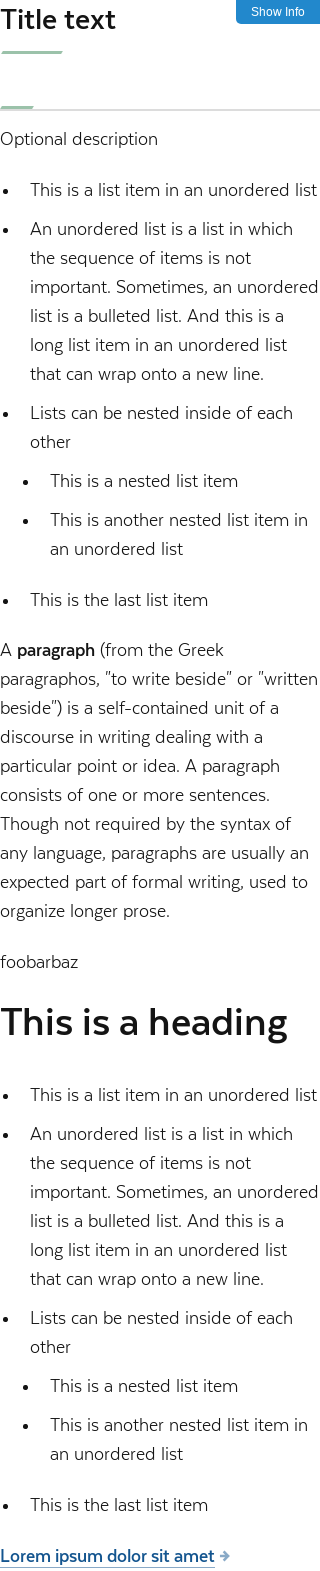 Title text
Show Info
Optional description
This is a list item in an unordered list
An unordered list is a list in which
the sequence of items is not
important. Sometimes, an unordered
list is a bulleted list. And this is a
long list item in an unordered list
that can wrap onto a new line.
Lists can be nested inside of each
other
This is a nested list item
This is another nested list item in
an unordered list
This is the last list item
A paragraph (from the Greek
paragraphos, "to write beside" or "written
beside") is a self-contained unit of a
discourse in writing dealing with a
particular point or idea. A paragraph
consists of one or more sentences.
Though not required by the syntax of
any language, paragraphs are usually an
expected part of formal writing, used to
organize longer prose.
foobarbaz
This is a heading
This is a list item in an unordered list
An unordered list is a list in which
the sequence of items is not
important. Sometimes, an unordered
list is a bulleted list. And this is a
long list item in an unordered list
that can wrap onto a new line.
Lists can be nested inside of each
other
This is a nested list item
This is another nested list item in
an unordered list
This is the last list item
Lorem ipsum dolor sit amet